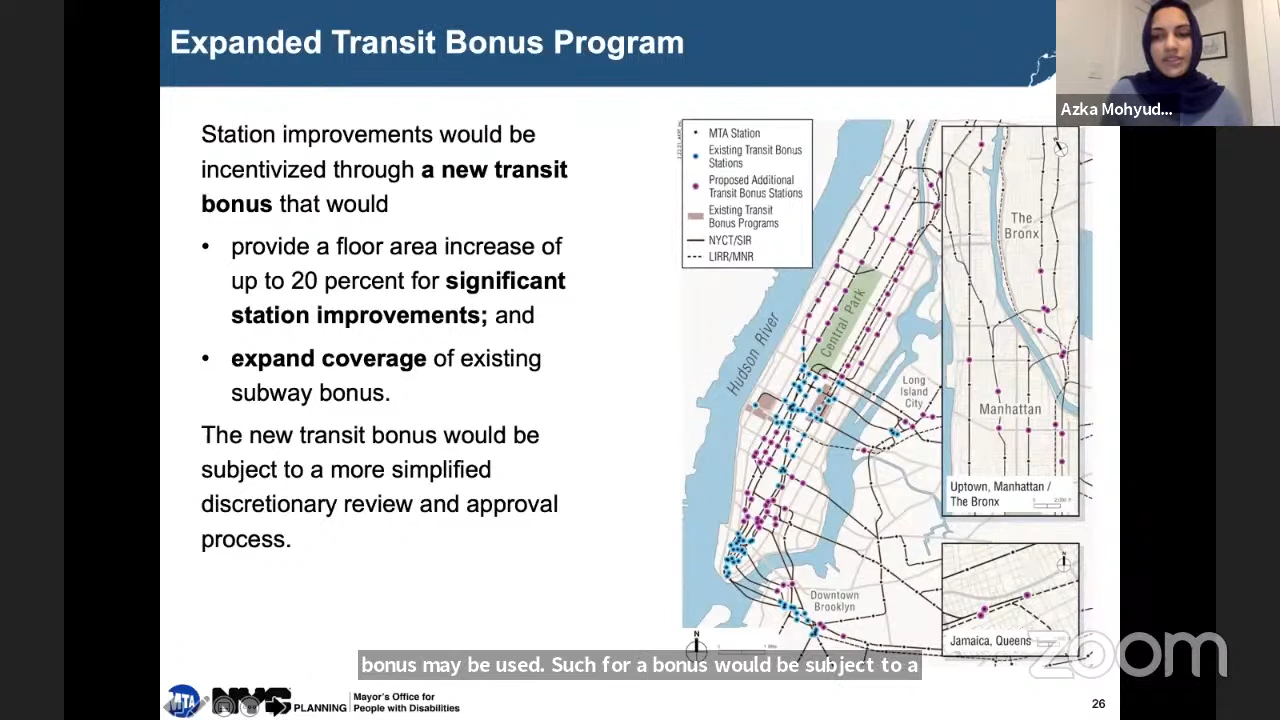 Expanded Transit Bonus Program
Azka Mohyud...
Station improvements would be
incentivized through a new transit
bonus that would
• provide a floor area increase of
up to 20 percent for significant
station improvements; and
• expand coverage of existing
subway bonus.
The new transit bonus would be
subject to a more simplified
discretionary review and approval
process.
MTA Station
Existing Transit Bonus
Stations
Proposed Additional
Transit Bonus Stations
Existing Transit
Bonus Programs
NYCT/SIR
LIRR/MNR
Hudson River
Central Park
Long
Island
City
Downtown
Brooklyn
N
The
Bronx
Manhattan
Uptown, Manhattan /
The Bronx
Jamaica, Queens
zoom
bonus may be used. Such for a bonus would be subject to a
MTA
NYC
PLANNING
Mayor's Office for
People with Disabilities
26